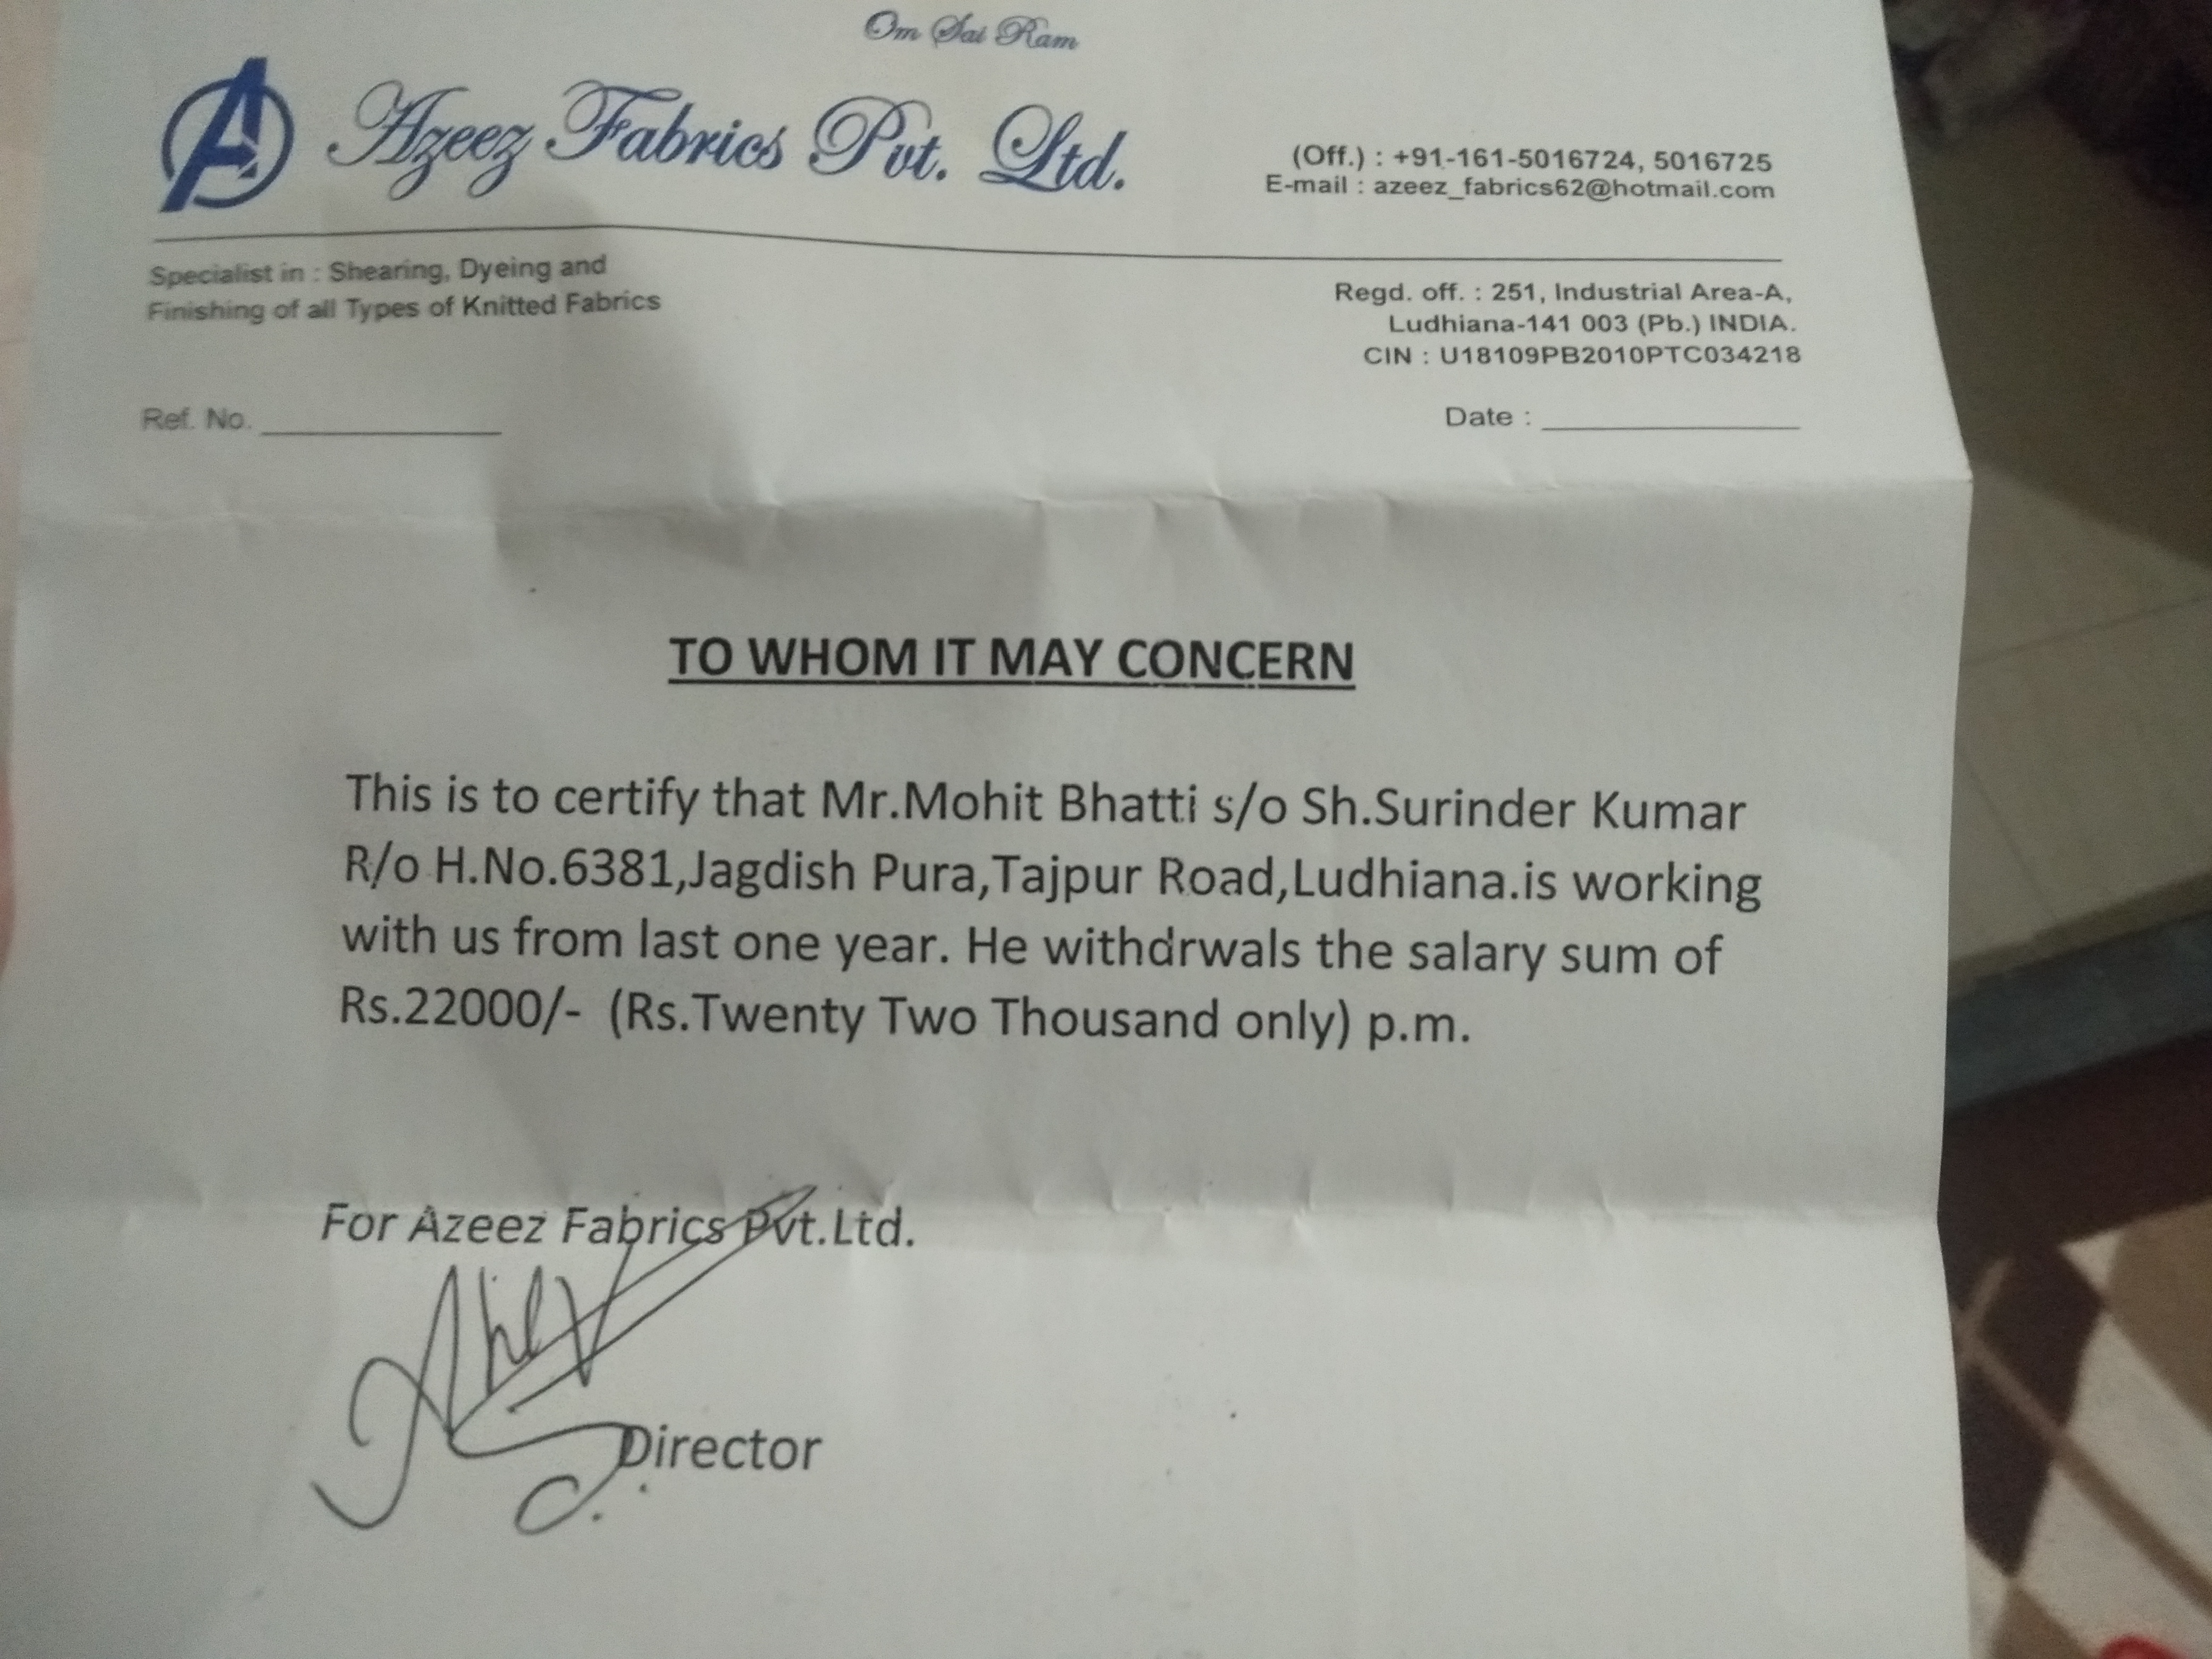 Om Sai Ram
A Azeez Fabrics Pvt. Ltd.
(Off.) : +91-161-5016724, 5016725
E-mail : azeez_fabrics62@hotmail.com
Specialist in : Shearing, Dyeing and
Finishing of all Types of Knitted Fabrics
Regd. off. : 251, Industrial Area-A,
Ludhiana-141 003 (Pb.) INDIA.
CIN : U18109PB2010PTC034218
Ref. No. ____________
Date : ____________
TO WHOM IT MAY CONCERN
This is to certify that Mr.Mohit Bhatti s/o Sh.Surinder Kumar
R/o H.No.6381,Jagdish Pura,Tajpur Road,Ludhiana.is working
with us from last one year. He withdrwals the salary sum of
Rs.22000/- (Rs.Twenty Two Thousand only) p.m.
For Azeez Fabrics Pvt.Ltd.
Director